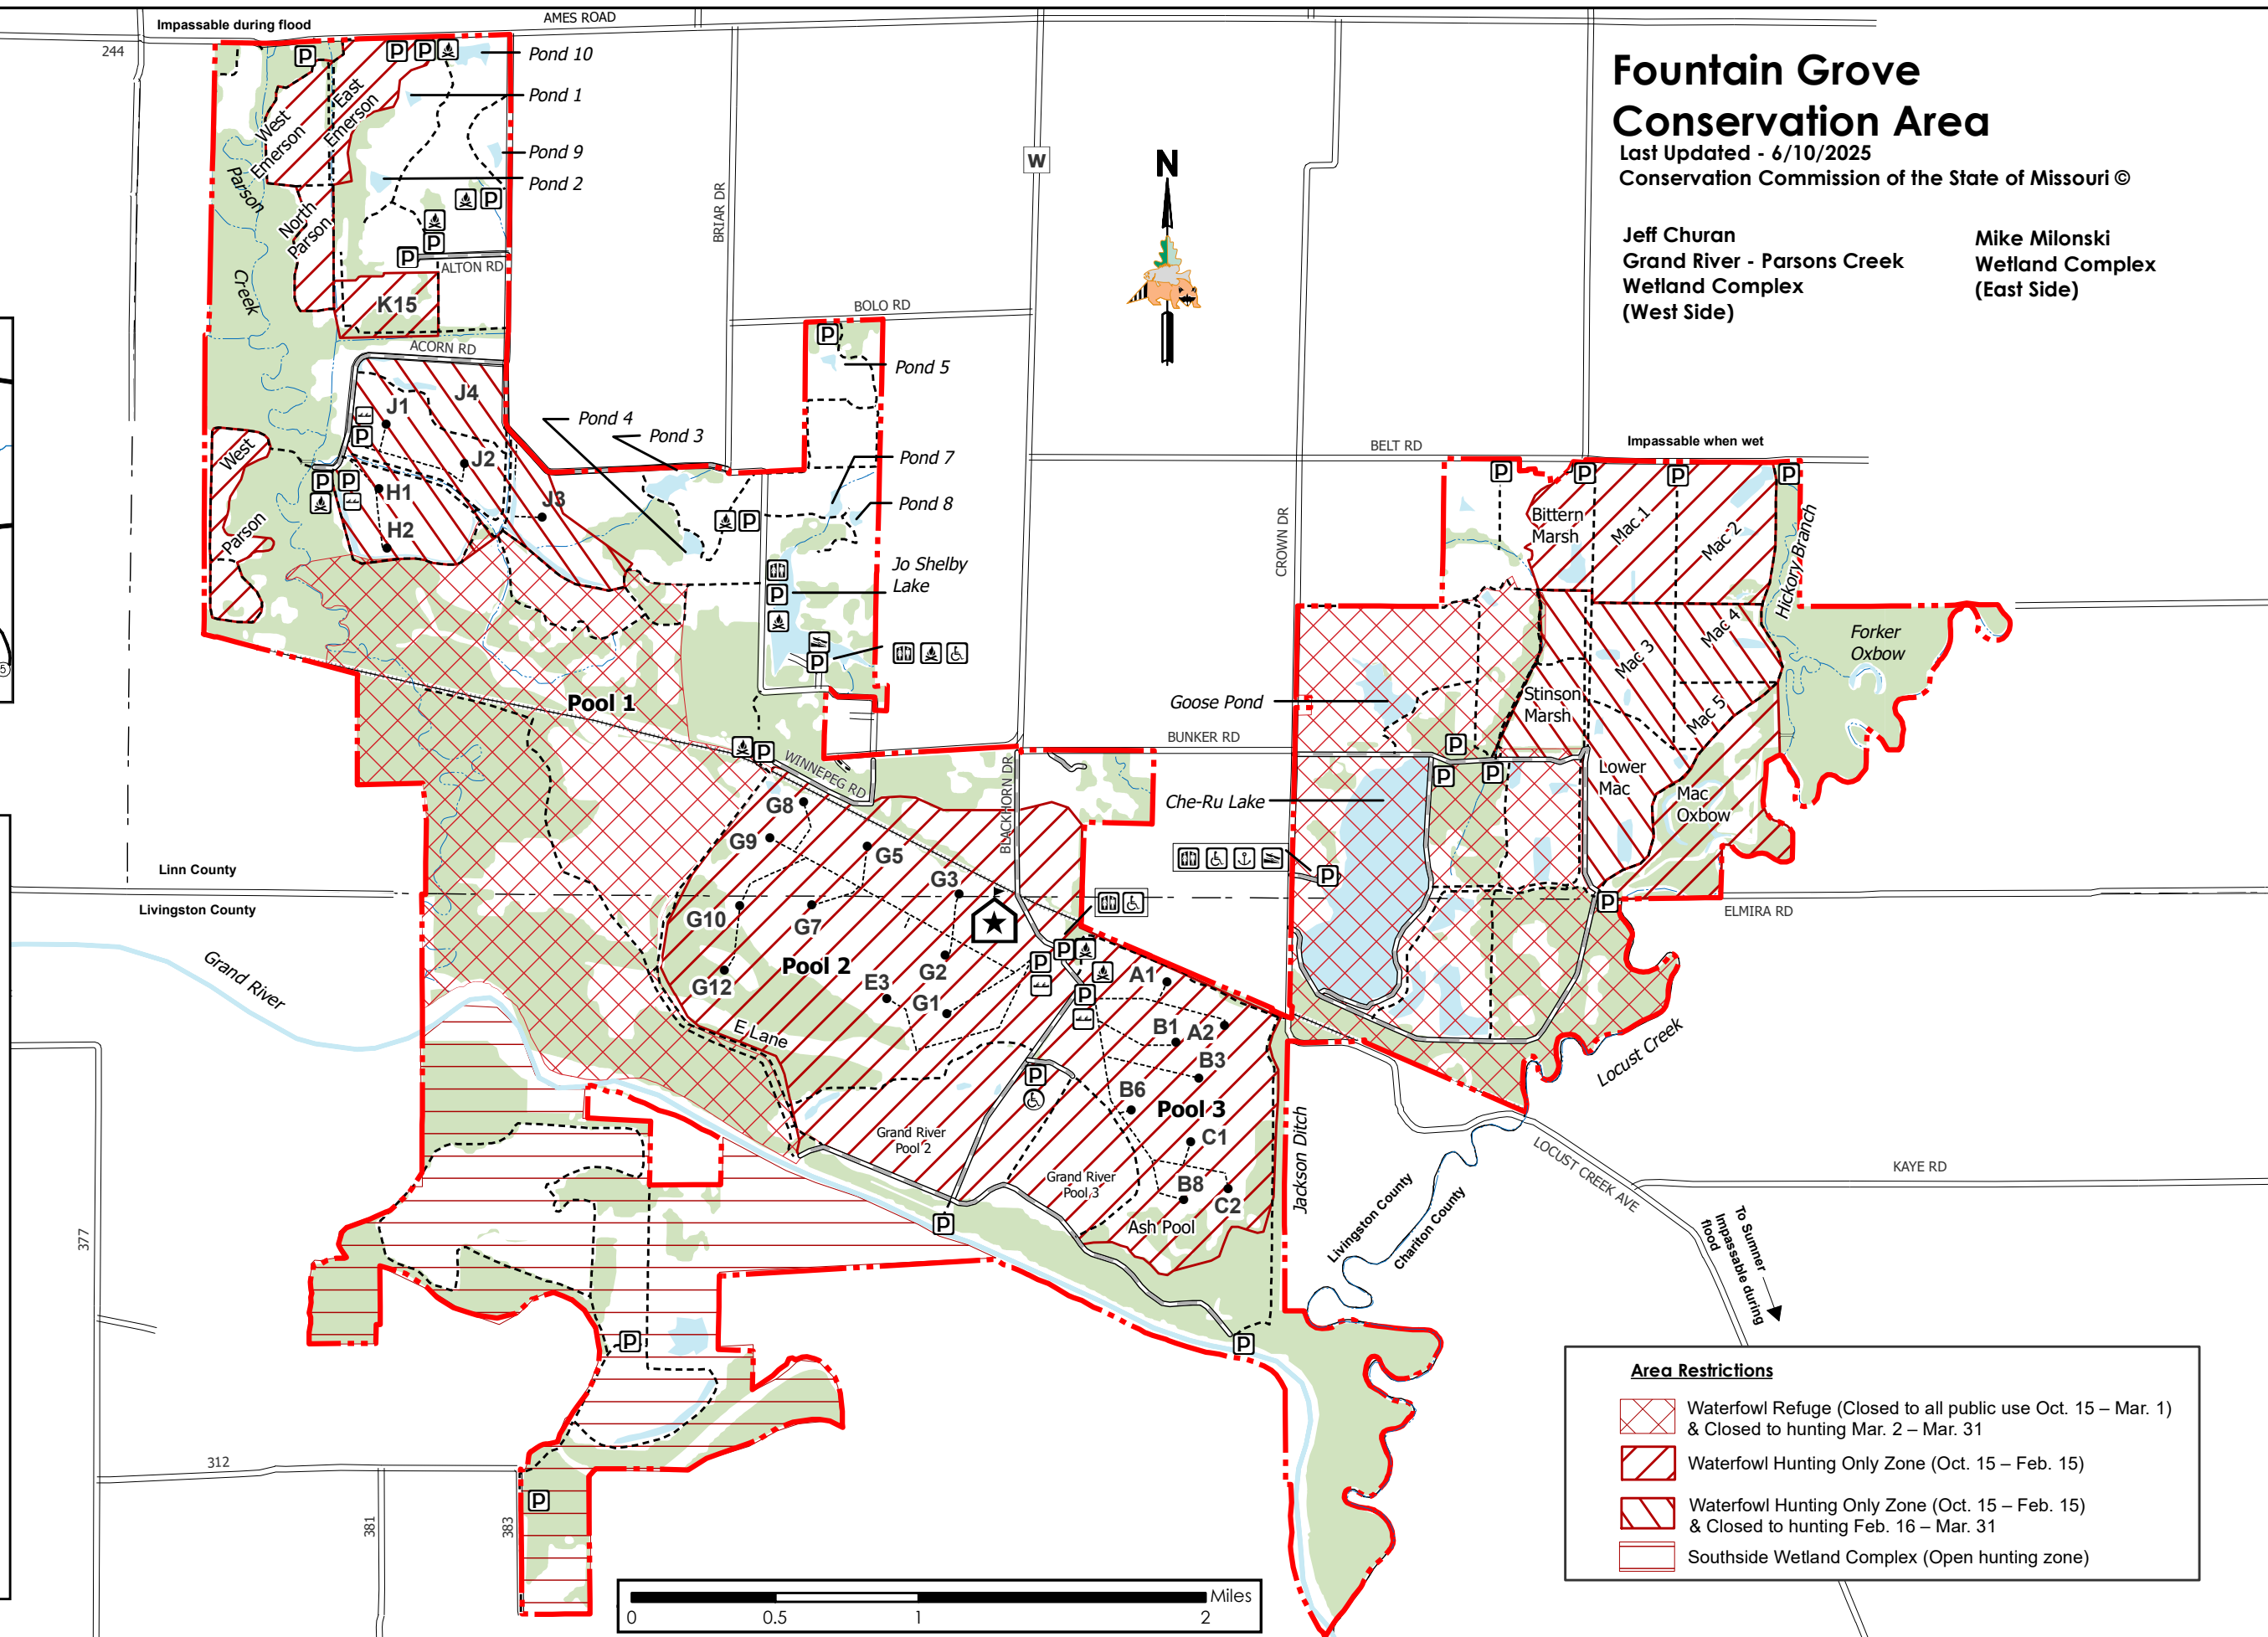 Fountain Grove
Conservation Area
Last Updated - 6/10/2025
Conservation Commission of the State of Missouri ©
Jeff Churan
Grand River - Parsons Creek
Wetland Complex
(West Side)
Mike Milonski
Wetland Complex
(East Side)
Impassable during flood
AMES ROAD
244
P
P
P
Pond 10
Pond 1
Pond 9
Pond 2
West
Emerson
East
Emerson
Parson
Creek
North
Parson
P
P
P
ALTON RD
K15
ACORN RD
BRIAR DR
W
N
BOLO RD
P
Pond 5
J4
J1
P
J2
J3
H1
H2
P
P
West
Parson
Pond 4
Pond 3
Pond 7
Pond 8
P
Jo Shelby
Lake
P
P
CROWN DR
BELT RD
Impassable when wet
P
P
P
P
Bittern
Marsh
Mac 1
Mac 2
Hickory Branch
Mac 3
Mac 4
Mac 5
Forker
Oxbow
Stinson
Marsh
Lower
Mac
Mac
Oxbow
Goose Pond
BUNKER RD
P
P
P
Che-Ru Lake
P
P
ELMIRA RD
Locust Creek
Pool 1
P
WINNEPEG RD
BLACKHORN DR
G8
G9
G5
G3
G10
G7
G12
Pool 2
G2
E3
G1
E Lane
P
P
P
P
A1
B1
A2
B3
B6
Pool 3
C1
B8
C2
Grand River
Pool 2
Grand River
Pool 3
Ash Pool
P
P
Jackson Ditch
Linn County
Livingston County
Grand River
377
312
381
383
P
P
Livingston County
Chariton County
LOCUST CREEK AVE
KAYE RD
To Sumner
Impassable during
flood
Area Restrictions
Waterfowl Refuge (Closed to all public use Oct. 15 – Mar. 1)
& Closed to hunting Mar. 2 – Mar. 31
Waterfowl Hunting Only Zone (Oct. 15 – Feb. 15)
Waterfowl Hunting Only Zone (Oct. 15 – Feb. 15)
& Closed to hunting Feb. 16 – Mar. 31
Southside Wetland Complex (Open hunting zone)
Miles
0 0.5 1 2
5